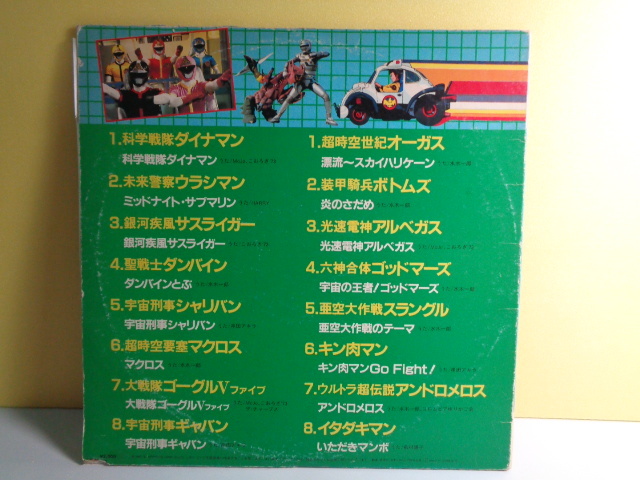 1.科学戦隊ダイナマン
科学戦隊ダイナマン
2.未来警察ウラシマン
ミッドナイト・サブマリン
3.銀河疾風サスライガー
銀河疾風サスライガー
4.聖戦士ダンバイン
ダンバインとぶ
5.宇宙刑事シャリバン
宇宙刑事シャリバン
6.超時空要塞マクロス
マクロス
7.大戦隊ゴーグルVファイブ
大戦隊ゴーグルVファイブ
8.宇宙刑事ギャバン
宇宙刑事ギャバン
1.超時空世紀オーガス
漂流〜スカイハリケーン
2.装甲騎兵ボトムズ
炎のさだめ
3.光速電神アルベガス
光速電神アルベガス
4.六神合体ゴッドマーズ
宇宙の王者!ゴッドマーズ
5.亜空大作戦スラングル
亜空大作戦のテーマ
6.キン肉マン
キン肉マンGo Fight!
7.ウルトラ超伝説アンドロメロス
アンドロメロス
8.イタダキマン
いただきマンボ